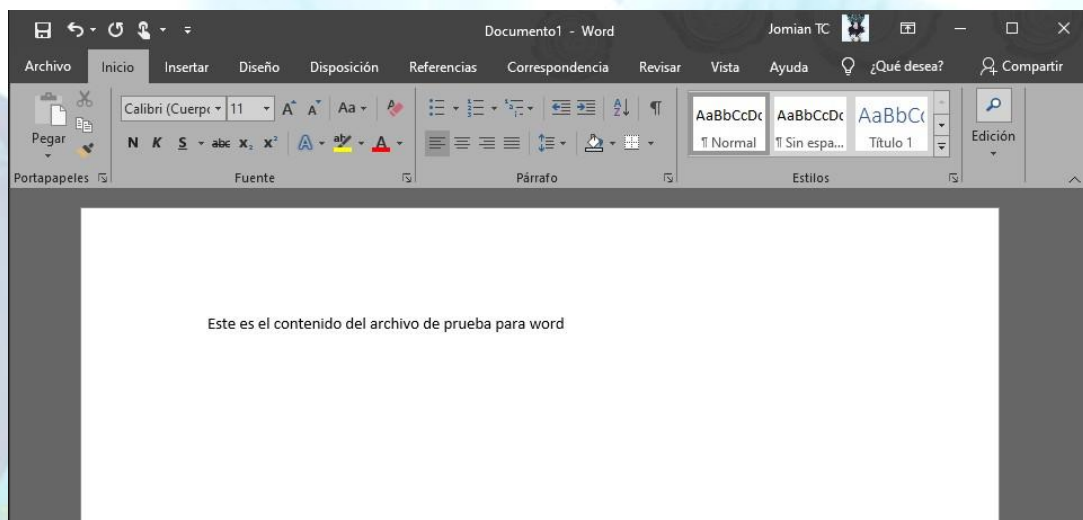 Documento1 - Word
Jomian TC
Archivo Inicio Insertar Diseño Disposición Referencias Correspondencia Revisar Vista Ayuda ¿Qué desea? Compartir
Pegar
Calibri (Cuerpo 11 A A Aa
N K S abc x₂ x² A aby A
AaBbCcDc AaBbCcDc AaBbCc
¶ Normal ¶ Sin espa... Título 1
Edición
Portapapeles Fuente Párrafo Estilos
Este es el contenido del archivo de prueba para word